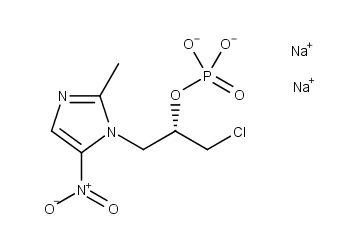 O⁻ O⁻ Na⁺
P
N O O Na⁺
N Cl
N⁺
O⁻ O